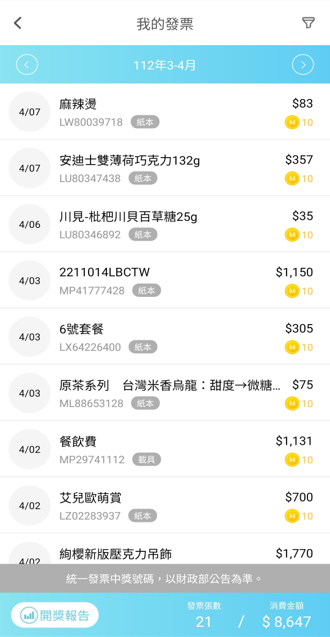 我的發票
112年3-4月
4/07
麻辣燙
$83
LW80039718 紙本
10
4/07
安迪士雙薄荷巧克力132g
$357
LU80347438 紙本
10
4/06
川見-枇杷川貝百草糖25g
$35
LU80346892 紙本
10
4/03
2211014LBCTW
$1,150
MP41777428 紙本
10
4/03
6號套餐
$305
LX64226400 紙本
10
4/03
原茶系列 台灣米香烏龍：甜度→微糖...
$75
ML88653128 紙本
10
4/02
餐飲費
$1,131
MP29741112 載具
10
4/02
艾兒歐萌賞
$700
LZ02283937 紙本
10
4/02
絢櫻新版壓克力吊飾
$1,770
統一發票中獎號碼，以財政部公告為準。
開獎報告
發票張數
21
/
消費金額
$ 8,647